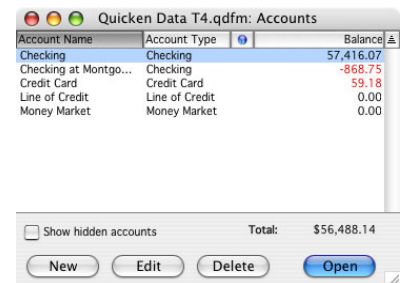 Quicken Data T4.qdfm: Accounts
Account Name Account Type Balance
Checking Checking 57,416.07
Checking at Montgo... Checking -868.75
Credit Card Credit Card 59.18
Line of Credit Line of Credit 0.00
Money Market Money Market 0.00
Show hidden accounts Total: $56,488.14
New Edit Delete Open